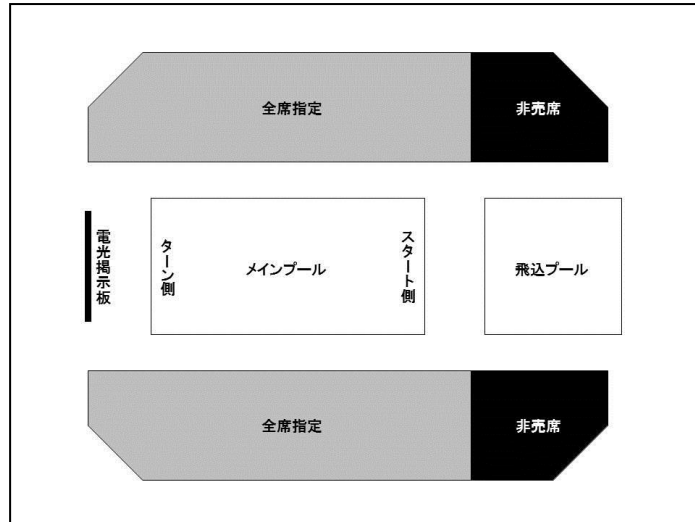 全席指定
非売席
電光掲示板
ターン側
メインプール
スタート側
飛込プール
全席指定
非売席